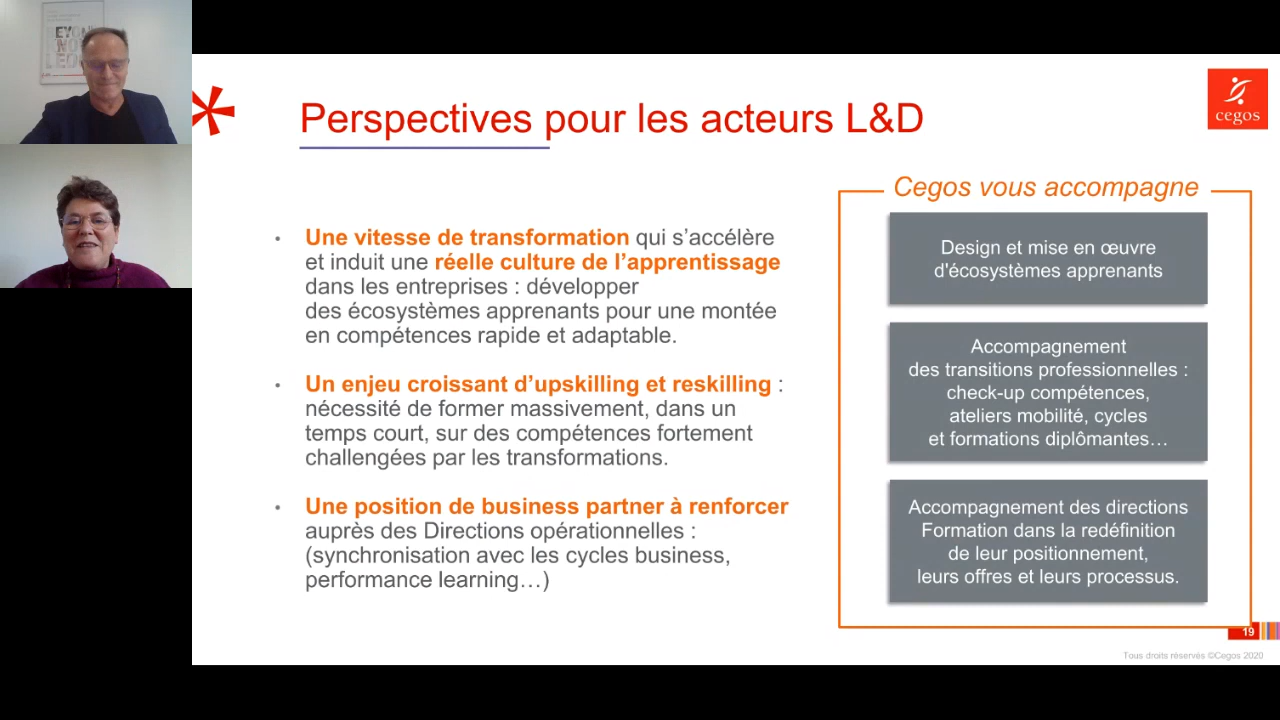 Perspectives pour les acteurs L&D
cegos
Une vitesse de transformation qui s'accélère
et induit une réelle culture de l'apprentissage
dans les entreprises : développer
des écosystèmes apprenants pour une montée
en compétences rapide et adaptable.
Un enjeu croissant d'upskilling et reskilling :
nécessité de former massivement, dans un
temps court, sur des compétences fortement
challengées par les transformations.
Une position de business partner à renforcer
auprès des Directions opérationnelles :
(synchronisation avec les cycles business,
performance learning…)
Cegos vous accompagne
Design et mise en œuvre
d'écosystèmes apprenants
Accompagnement
des transitions professionnelles :
check-up compétences,
ateliers mobilité, cycles
et formations diplômantes…
Accompagnement des directions
Formation dans la redéfinition
de leur positionnement,
leurs offres et leurs processus.
19
Tous droits réservés ©Cegos 2020